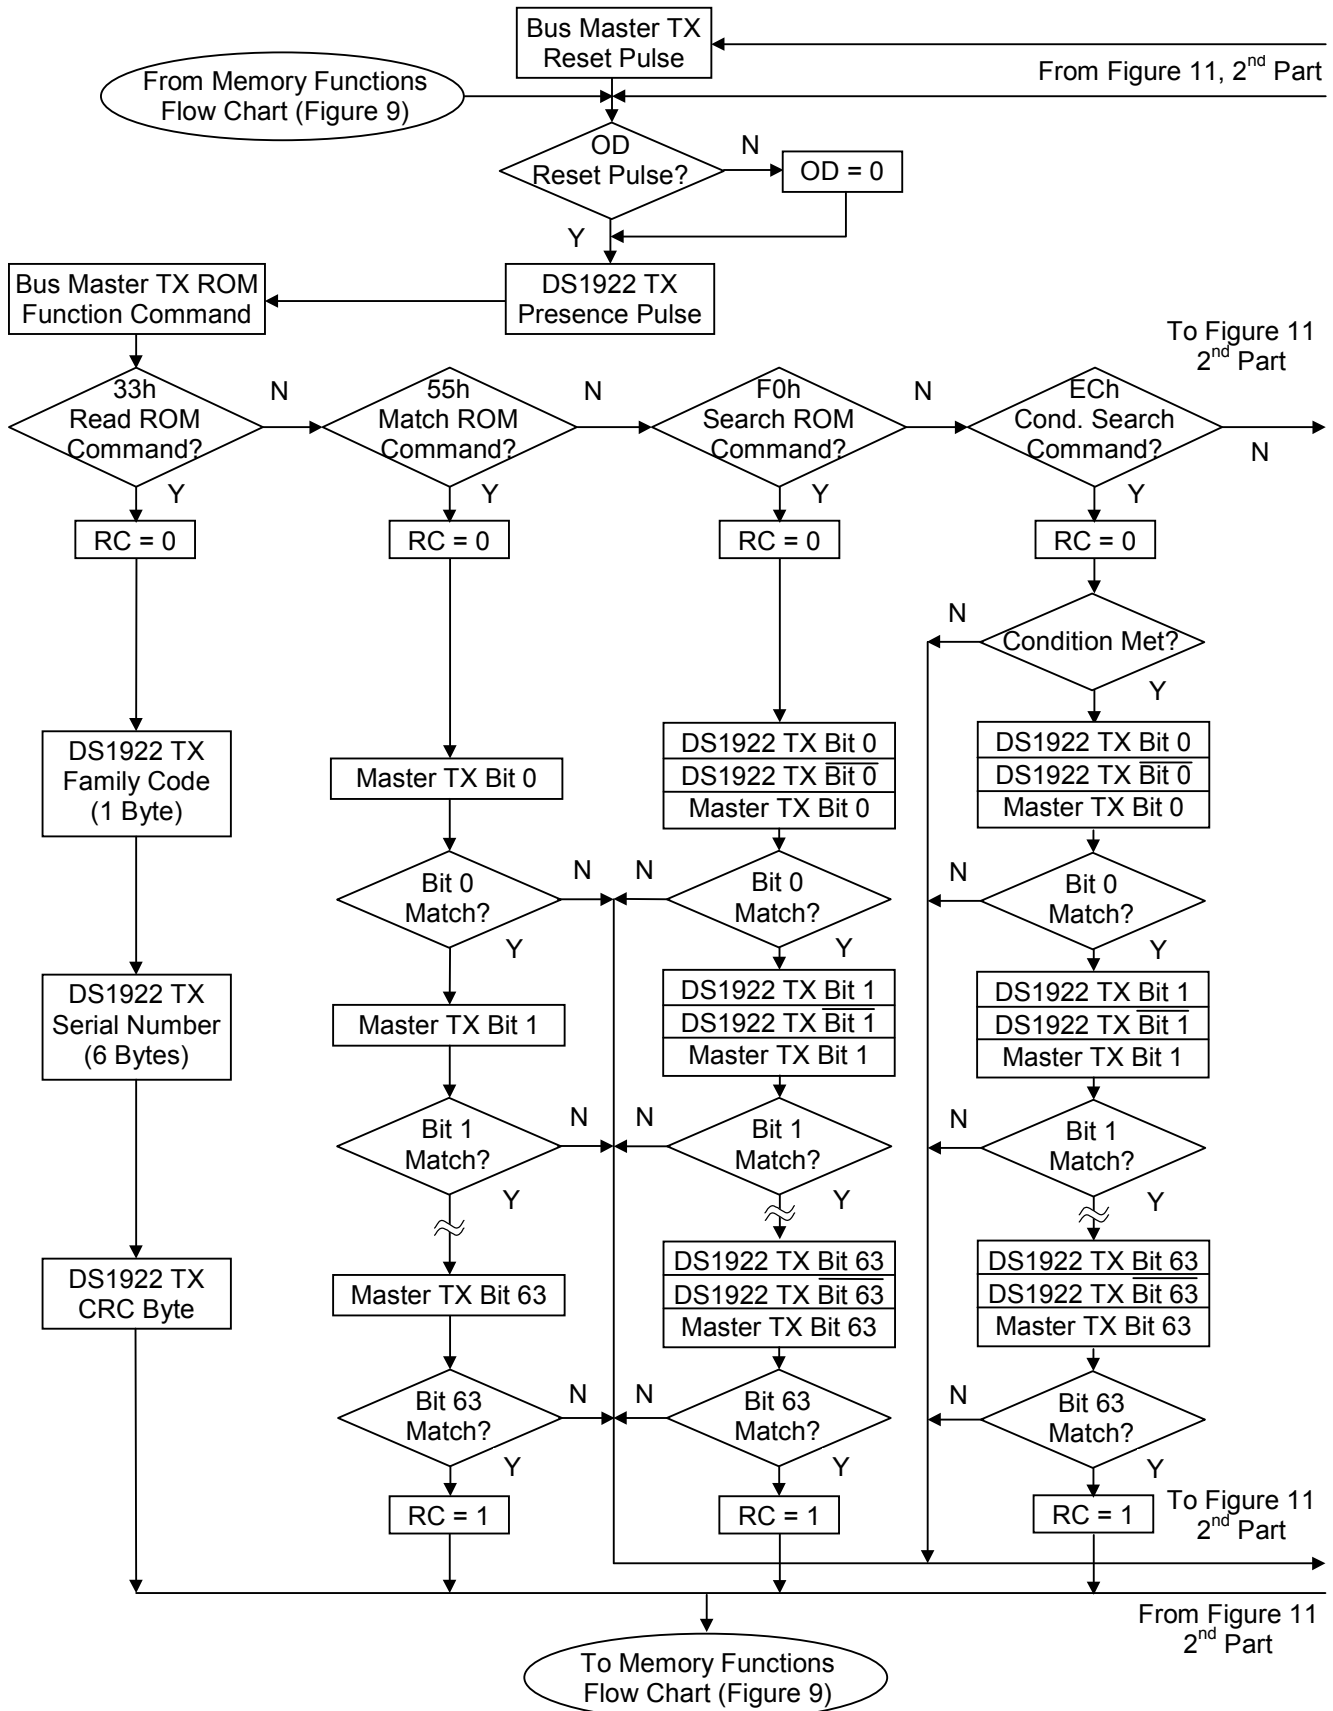 Bus Master TX
Reset Pulse
From Figure 11, 2nd Part
From Memory Functions
Flow Chart (Figure 9)
OD
Reset Pulse?
N
OD = 0
Y
Bus Master TX ROM
Function Command
DS1922 TX
Presence Pulse
To Figure 11
2nd Part
33h
Read ROM
Command?
N
55h
Match ROM
Command?
N
F0h
Search ROM
Command?
N
ECh
Cond. Search
Command?
N
Y
Y
Y
Y
RC = 0
RC = 0
RC = 0
RC = 0
N
Condition Met?
Y
DS1922 TX
Family Code
(1 Byte)
Master TX Bit 0
DS1922 TX Bit 0
DS1922 TX B̅i̅t̅ ̅0̅
Master TX Bit 0
DS1922 TX Bit 0
DS1922 TX B̅i̅t̅ ̅0̅
Master TX Bit 0
Bit 0
Match?
N
N
Bit 0
Match?
N
Bit 0
Match?
Y
Y
Y
DS1922 TX
Serial Number
(6 Bytes)
Master TX Bit 1
DS1922 TX Bit 1
DS1922 TX B̅i̅t̅ ̅1̅
Master TX Bit 1
DS1922 TX Bit 1
DS1922 TX B̅i̅t̅ ̅1̅
Master TX Bit 1
Bit 1
Match?
N
N
Bit 1
Match?
N
Bit 1
Match?
Y
Y
Y
DS1922 TX
CRC Byte
Master TX Bit 63
DS1922 TX Bit 63
DS1922 TX B̅i̅t̅ ̅6̅3̅
Master TX Bit 63
DS1922 TX Bit 63
DS1922 TX B̅i̅t̅ ̅6̅3̅
Master TX Bit 63
Bit 63
Match?
N
N
Bit 63
Match?
N
Bit 63
Match?
Y
Y
Y
RC = 1
RC = 1
RC = 1
To Figure 11
2nd Part
From Figure 11
2nd Part
To Memory Functions
Flow Chart (Figure 9)